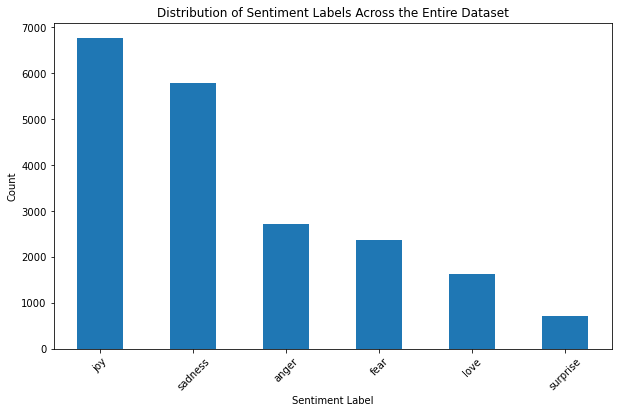 Distribution of Sentiment Labels Across the Entire Dataset
7000
6000
5000
4000
3000
2000
1000
0
Count
joy
sadness
anger
fear
love
surprise
Sentiment Label